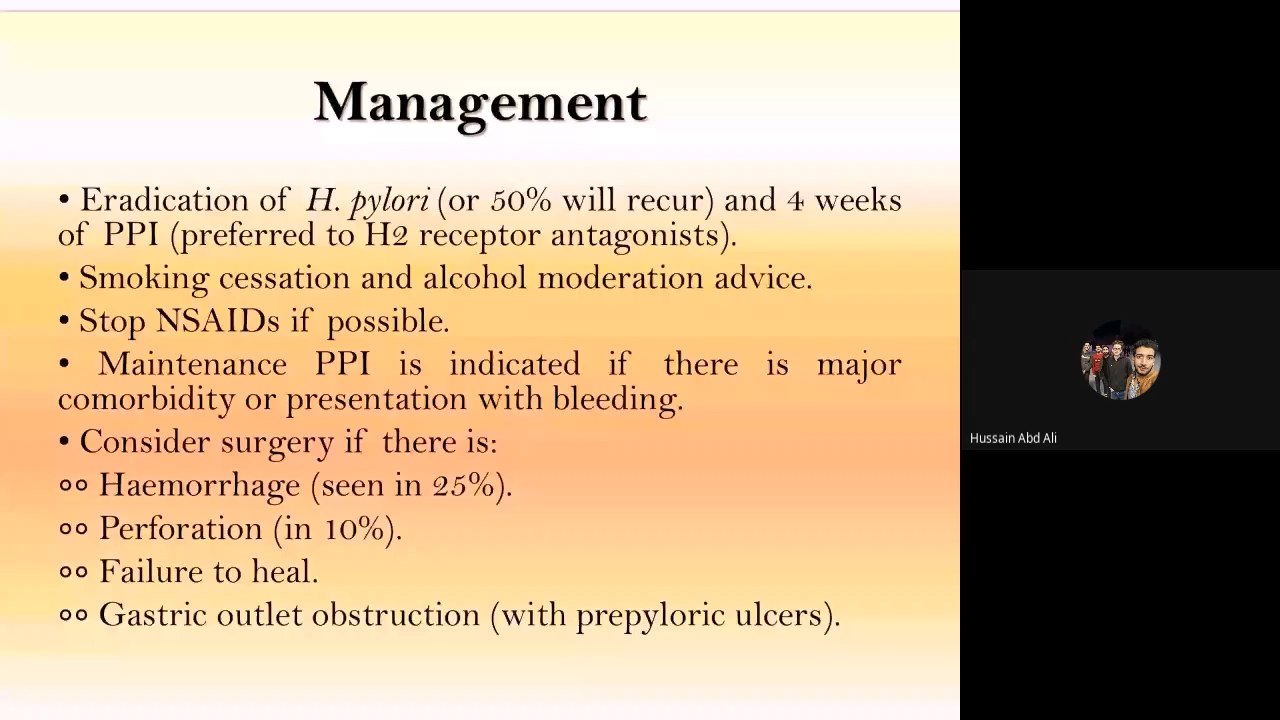 Management
• Eradication of H. pylori (or 50% will recur) and 4 weeks
of PPI (preferred to H2 receptor antagonists).
• Smoking cessation and alcohol moderation advice.
• Stop NSAIDs if possible.
• Maintenance PPI is indicated if there is major
comorbidity or presentation with bleeding.
• Consider surgery if there is:
○○ Haemorrhage (seen in 25%).
○○ Perforation (in 10%).
○○ Failure to heal.
○○ Gastric outlet obstruction (with prepyloric ulcers).
Hussain Abd Ali